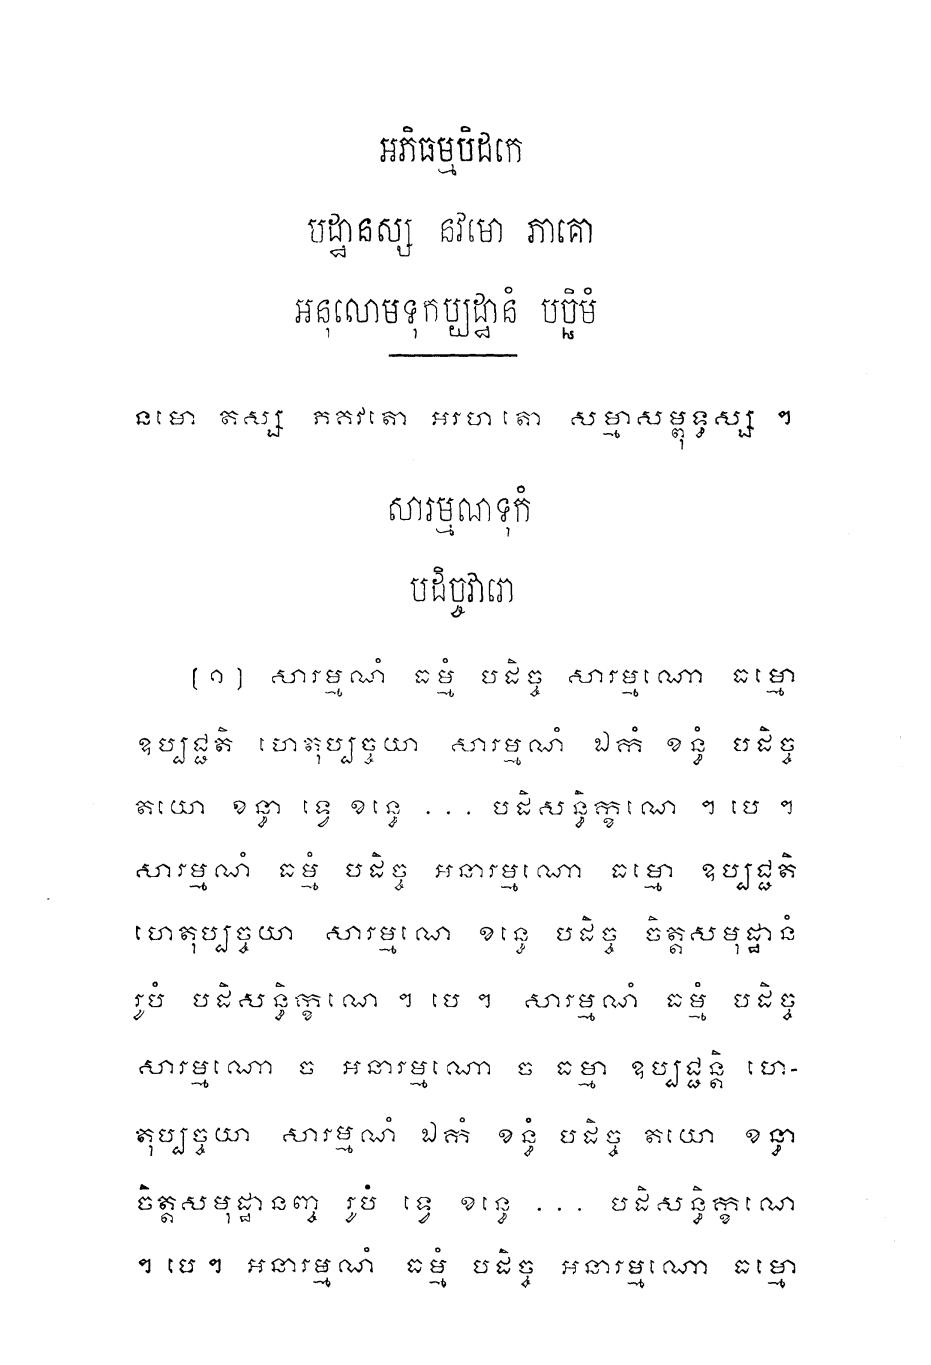 អភិធម្មបិដកេ
បដ្ឋានស្ស នវមោ ភាគោ
អនុលោមទុកប្បដ្ឋានំ បច្ឆិមំ
នមោ តស្ស ភគវតោ អរហតោ សម្មាសម្ពុទ្ធស្ស ។
សារម្មណទុកំ
បដិច្ចវារោ
[១] សារម្មណំ ធម្មំ បដិច្ច សារម្មណោ ធម្មោ
ឧប្បជ្ជតិ ហេតុប្បច្ចយា សារម្មណំ ឯកំ ខន្ធំ បដិច្ច
តយោ ខន្ធា ទ្វេ ខន្ធេ ... បដិសន្ធិក្ខណេ ។ បេ ។
សារម្មណំ ធម្មំ បដិច្ច អនារម្មណោ ធម្មោ ឧប្បជ្ជតិ
ហេតុប្បច្ចយា សារម្មណេ ខន្ធេ បដិច្ច ចិត្តសមុដ្ឋានំ
រូបំ បដិសន្ធិក្ខណេ ។ បេ ។ សារម្មណំ ធម្មំ បដិច្ច
សារម្មណោ ច អនារម្មណោ ច ធម្មា ឧប្បជ្ជន្តិ ហេ-
តុប្បច្ចយា សារម្មណំ ឯកំ ខន្ធំ បដិច្ច តយោ ខន្ធា
ចិត្តសមុដ្ឋានញ្ច រូបំ ទ្វេ ខន្ធេ ... បដិសន្ធិក្ខណេ
។ បេ ។ អនារម្មណំ ធម្មំ បដិច្ច អនារម្មណោ ធម្មោ